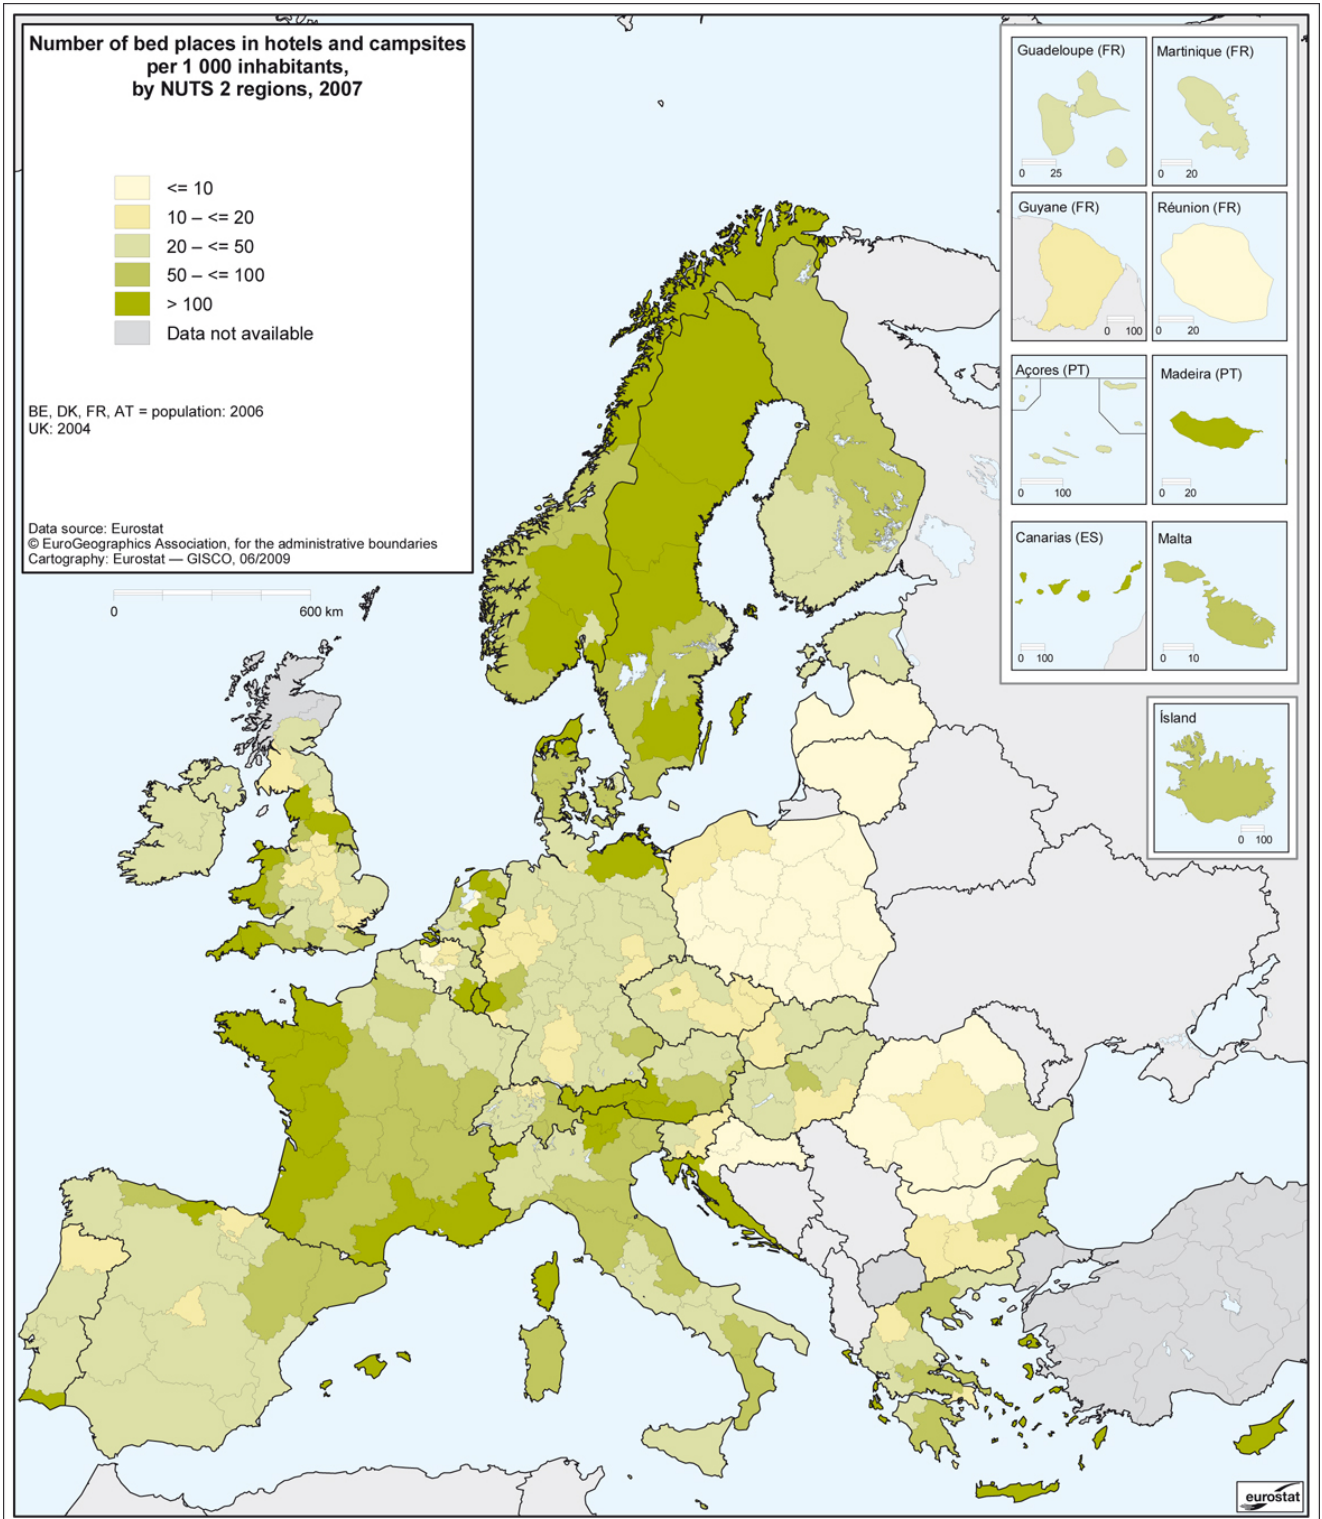 Number of bed places in hotels and campsites
per 1 000 inhabitants,
by NUTS 2 regions, 2007
<= 10
10 – <= 20
20 – <= 50
50 – <= 100
> 100
Data not available
BE, DK, FR, AT = population: 2006
UK: 2004
Data source: Eurostat
© EuroGeographics Association, for the administrative boundaries
Cartography: Eurostat — GISCO, 06/2009
0 600 km
Guadeloupe (FR)
0 25
Martinique (FR)
0 20
Guyane (FR)
0 100
Réunion (FR)
0 20
Açores (PT)
0 100
Madeira (PT)
0 20
Canarias (ES)
0 100
Malta
0 10
Ísland
0 100
eurostat